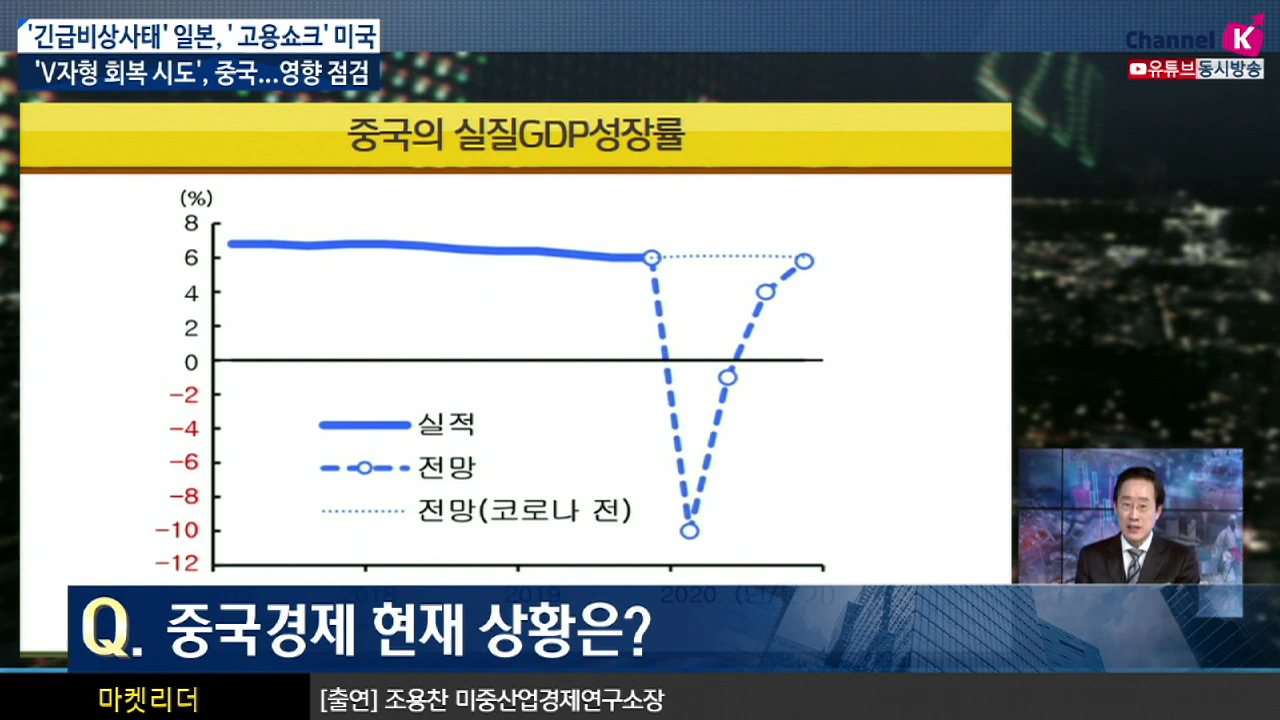 '긴급비상사태' 일본, ' 고용쇼크' 미국
'V자형 회복 시도', 중국...영향 점검
Channel K
유튜브 동시방송
중국의 실질GDP성장률
(%)
8
6
4
2
0
-2
-4
-6
-8
-10
-12
실적
전망
전망(코로나 전)
2018 2019 2020
Q. 중국경제 현재 상황은?
마켓리더
[출연] 조용찬 미중산업경제연구소장